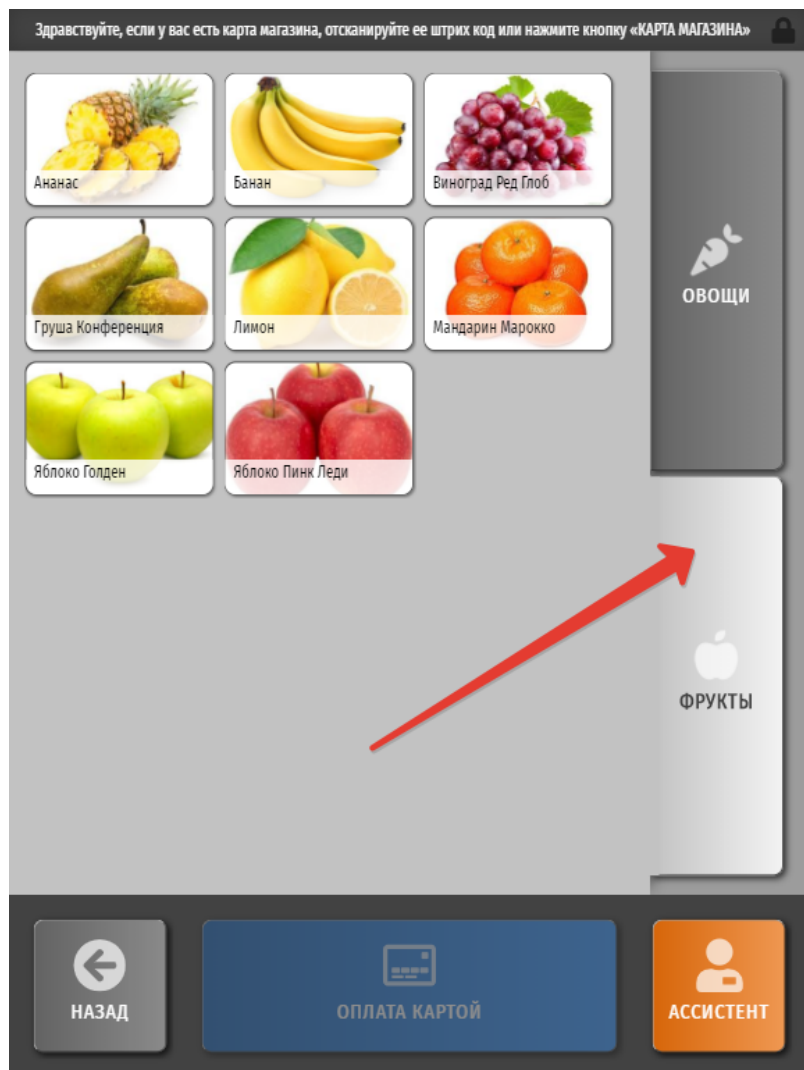 Здравствуйте, если у вас есть карта магазина, отсканируйте ее штрих код или нажмите кнопку «КАРТА МАГАЗИНА»
Ананас
Банан
Виноград Ред Глоб
Груша Конференция
Лимон
Мандарин Марокко
Яблоко Голден
Яблоко Пинк Леди
ОВОЩИ
ФРУКТЫ
НАЗАД
ОПЛАТА КАРТОЙ
АССИСТЕНТ